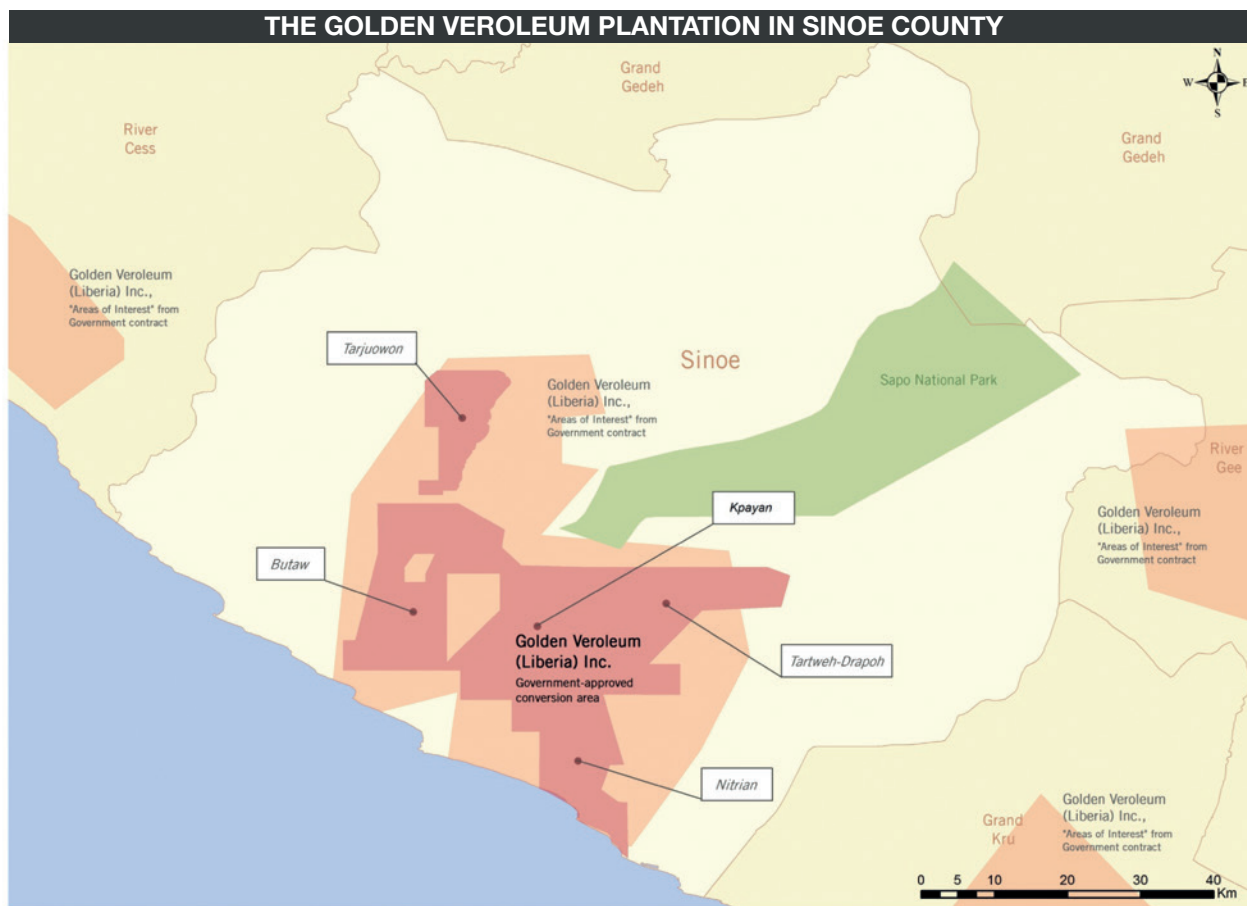 THE GOLDEN VEROLEUM PLANTATION IN SINOE COUNTY
N
W
E
S
Grand
Gedeh
River
Cess
Grand
Gedeh
Golden Veroleum
(Liberia) Inc.,
"Areas of Interest" from
Government contract
Tarjuowon
Sinoe
Golden Veroleum
(Liberia) Inc.,
"Areas of Interest" from
Government contract
Sapo National Park
River
Gee
Kpayan
Golden Veroleum
(Liberia) Inc.,
"Areas of Interest" from
Government contract
Butaw
Golden Veroleum
(Liberia) Inc.
Government-approved
conversion area
Tartweh-Drapoh
Nitrian
Grand
Kru
Golden Veroleum
(Liberia) Inc.,
"Areas of Interest" from
Government contract
0 5 10 20 30 40
Km